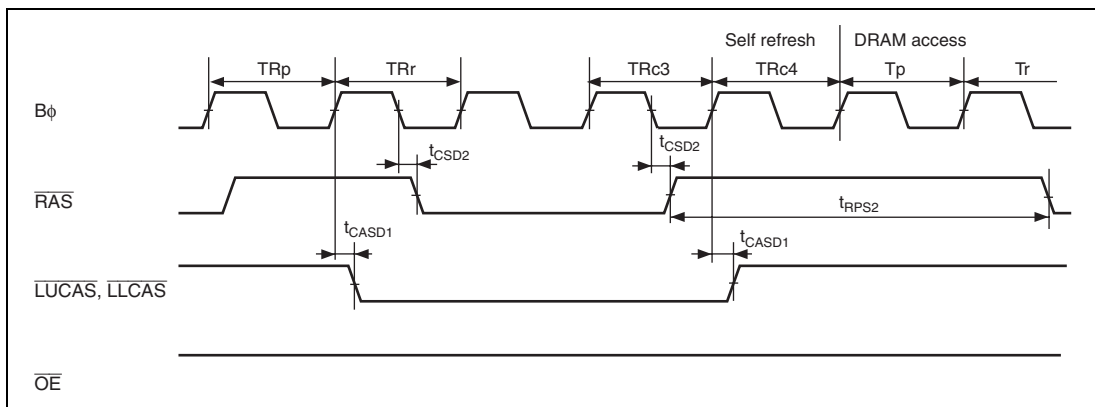 Self refresh DRAM access
TRp TRr TRc3 TRc4 Tp Tr
Bϕ
tCSD2 tCSD2
RAS
tRPS2
tCASD1 tCASD1
LUCAS, LLCAS
OE